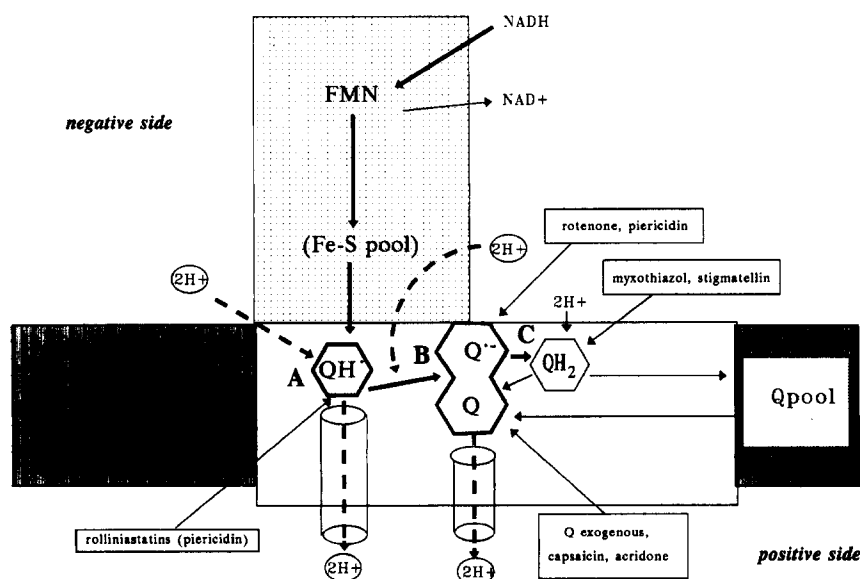 NADH
FMN
NAD+
negative side
(Fe-S pool)
2H+
rotenone, piericidin
2H+
myxothiazol, stigmatellin
2H+
A
QH·
B
Q·-
C
QH2
Q
Qpool
rolliniastatins (piericidin)
Q exogenous,
capsaicin, acridone
positive side
2H+
2H+